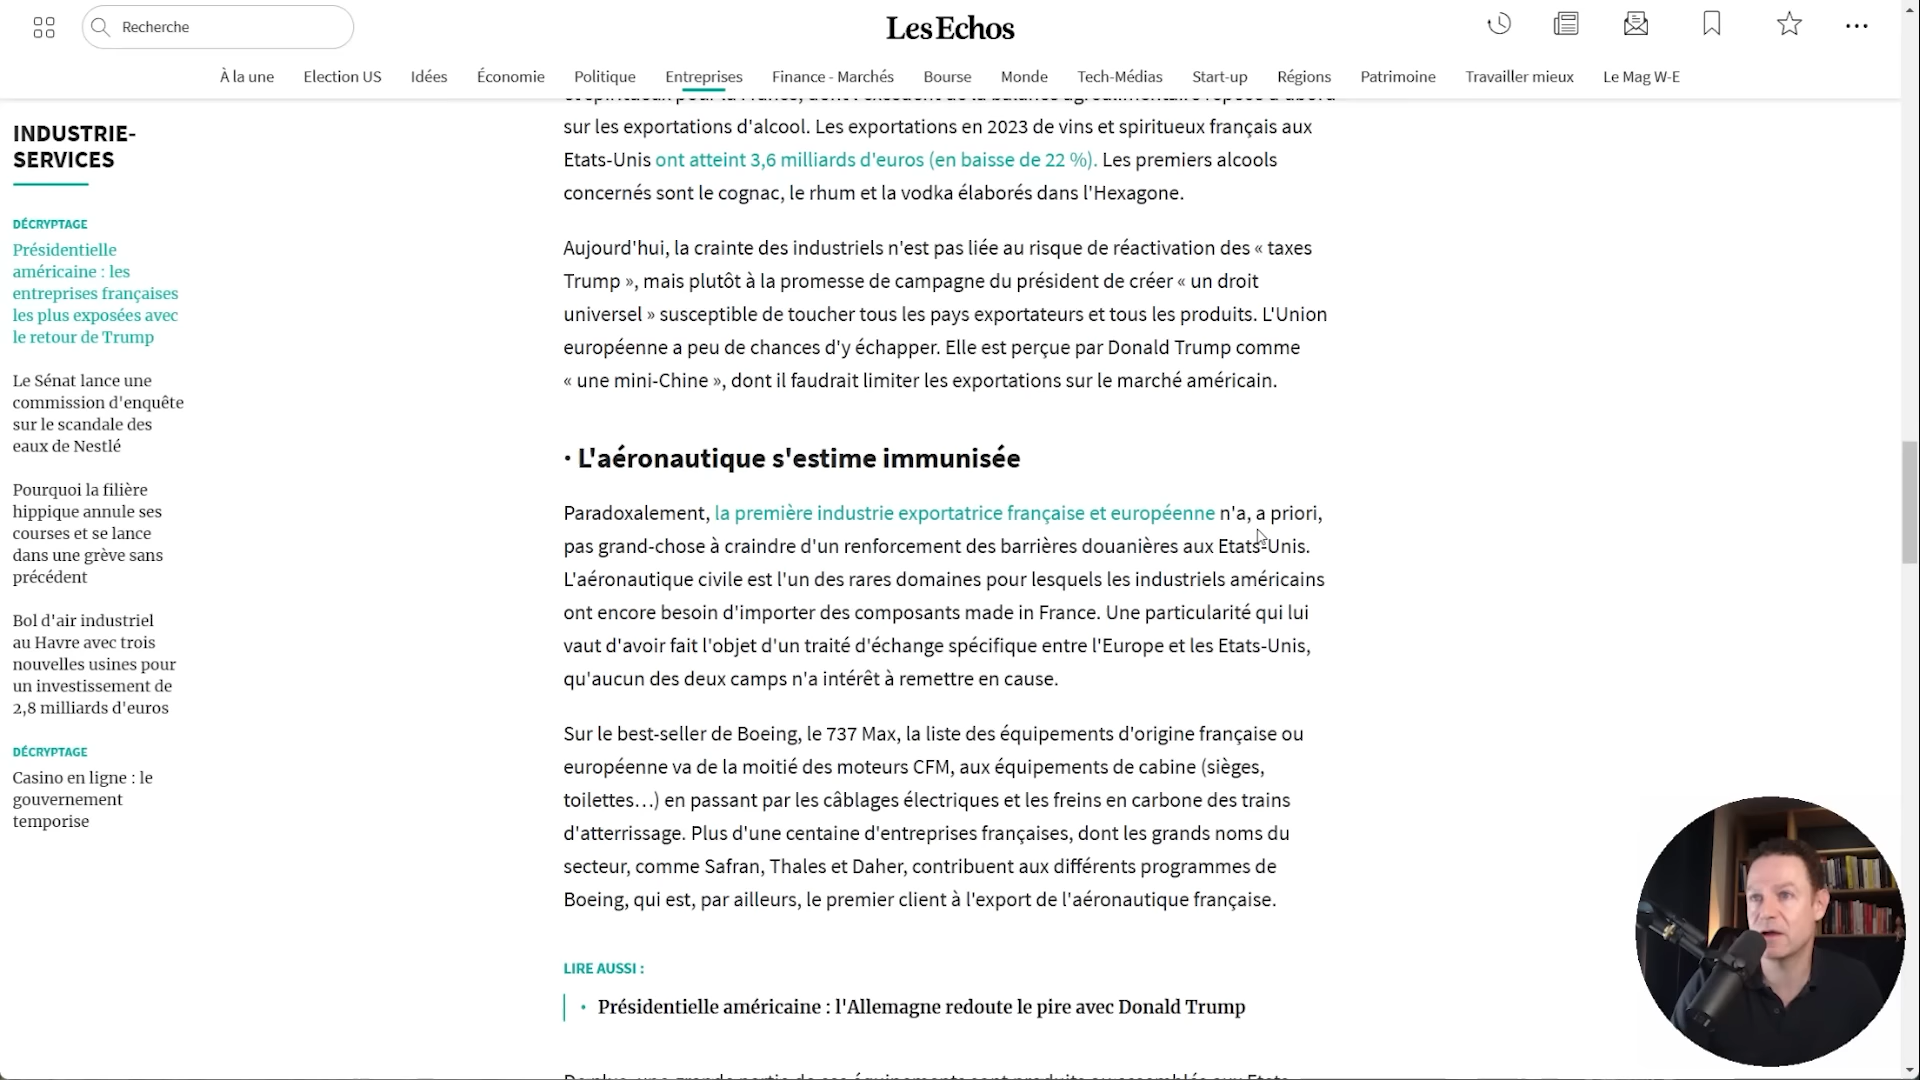 Recherche
Les Echos
À la une
Election US
Idées
Économie
Politique
Entreprises
Finance - Marchés
Bourse
Monde
Tech-Médias
Start-up
Régions
Patrimoine
Travailler mieux
Le Mag W-E
INDUSTRIE-
SERVICES
DÉCRYPTAGE
Présidentielle
américaine : les
entreprises françaises
les plus exposées avec
le retour de Trump
Le Sénat lance une
commission d'enquête
sur le scandale des
eaux de Nestlé
Pourquoi la filière
hippique annule ses
courses et se lance
dans une grève sans
précédent
Bol d'air industriel
au Havre avec trois
nouvelles usines pour
un investissement de
2,8 milliards d'euros
DÉCRYPTAGE
Casino en ligne : le
gouvernement
temporise
sur les exportations d'alcool. Les exportations en 2023 de vins et spiritueux français aux
Etats-Unis ont atteint 3,6 milliards d'euros (en baisse de 22 %). Les premiers alcools
concernés sont le cognac, le rhum et la vodka élaborés dans l'Hexagone.
Aujourd'hui, la crainte des industriels n'est pas liée au risque de réactivation des « taxes
Trump », mais plutôt à la promesse de campagne du président de créer « un droit
universel » susceptible de toucher tous les pays exportateurs et tous les produits. L'Union
européenne a peu de chances d'y échapper. Elle est perçue par Donald Trump comme
« une mini-Chine », dont il faudrait limiter les exportations sur le marché américain.
· L'aéronautique s'estime immunisée
Paradoxalement, la première industrie exportatrice française et européenne n'a, a priori,
pas grand-chose à craindre d'un renforcement des barrières douanières aux Etats-Unis.
L'aéronautique civile est l'un des rares domaines pour lesquels les industriels américains
ont encore besoin d'importer des composants made in France. Une particularité qui lui
vaut d'avoir fait l'objet d'un traité d'échange spécifique entre l'Europe et les Etats-Unis,
qu'aucun des deux camps n'a intérêt à remettre en cause.
Sur le best-seller de Boeing, le 737 Max, la liste des équipements d'origine française ou
européenne va de la moitié des moteurs CFM, aux équipements de cabine (sièges,
toilettes…) en passant par les câblages électriques et les freins en carbone des trains
d'atterrissage. Plus d'une centaine d'entreprises françaises, dont les grands noms du
secteur, comme Safran, Thales et Daher, contribuent aux différents programmes de
Boeing, qui est, par ailleurs, le premier client à l'export de l'aéronautique française.
LIRE AUSSI :
• Présidentielle américaine : l'Allemagne redoute le pire avec Donald Trump